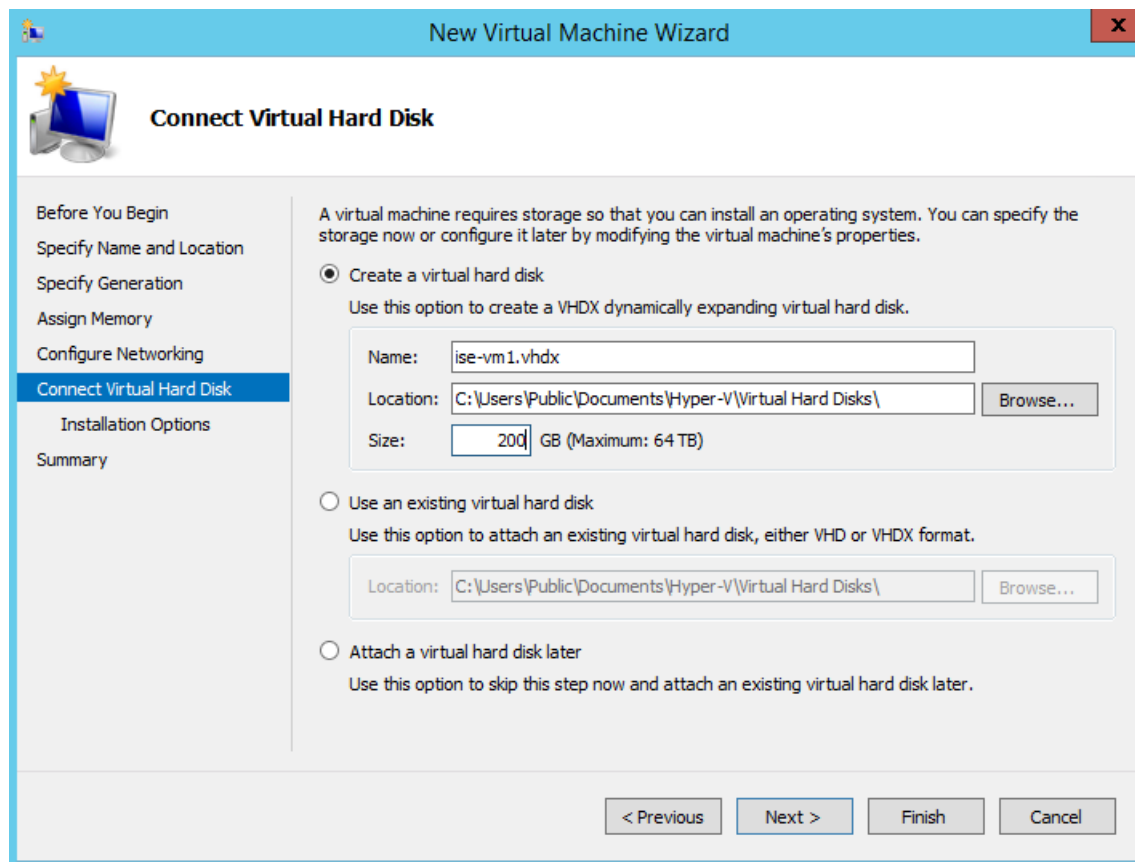 New Virtual Machine Wizard
x
Connect Virtual Hard Disk
Before You Begin
Specify Name and Location
Specify Generation
Assign Memory
Configure Networking
Connect Virtual Hard Disk
Installation Options
Summary
A virtual machine requires storage so that you can install an operating system. You can specify the
storage now or configure it later by modifying the virtual machine's properties.
Create a virtual hard disk
Use this option to create a VHDX dynamically expanding virtual hard disk.
Name: ise-vm1.vhdx
Location: C:\Users\Public\Documents\Hyper-V\Virtual Hard Disks\ Browse...
Size: 200 GB (Maximum: 64 TB)
Use an existing virtual hard disk
Use this option to attach an existing virtual hard disk, either VHD or VHDX format.
Location: C:\Users\Public\Documents\Hyper-V\Virtual Hard Disks\ Browse...
Attach a virtual hard disk later
Use this option to skip this step now and attach an existing virtual hard disk later.
< Previous Next > Finish Cancel